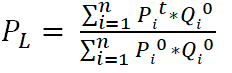 P_L = \frac{\sum_{i=1}^{n} P_i^t * Q_i^0}{\sum_{i=1}^{n} P_i^0 * Q_i^0}